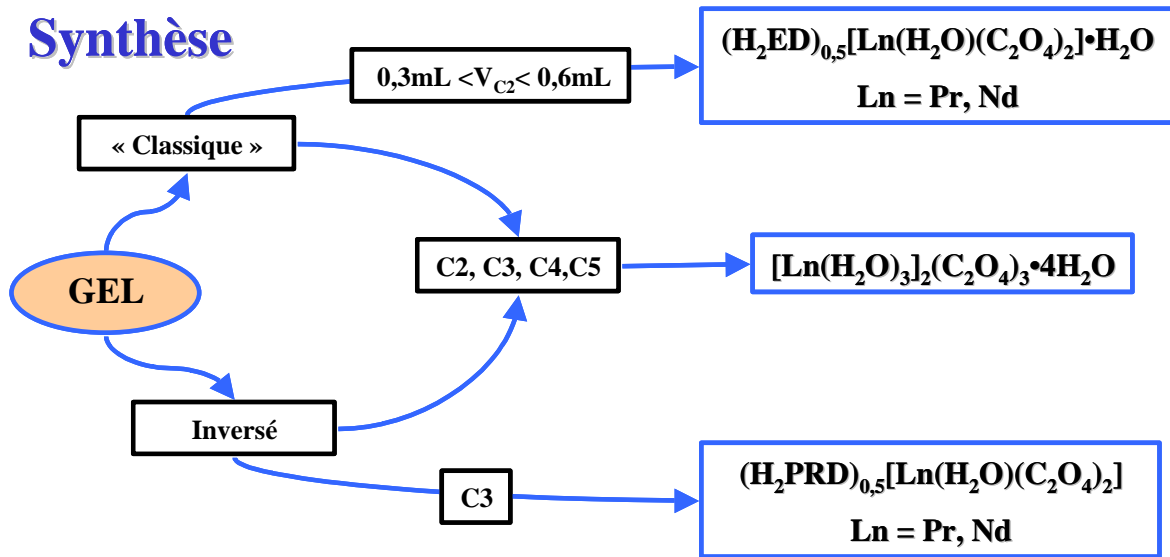 Synthèse
0,3mL <V_C2< 0,6mL
(H₂ED)₀,₅[Ln(H₂O)(C₂O₄)₂]•H₂O
Ln = Pr, Nd
« Classique »
GEL
C2, C3, C4,C5
[Ln(H₂O)₃]₂(C₂O₄)₃•4H₂O
Inversé
C3
(H₂PRD)₀,₅[Ln(H₂O)(C₂O₄)₂]
Ln = Pr, Nd